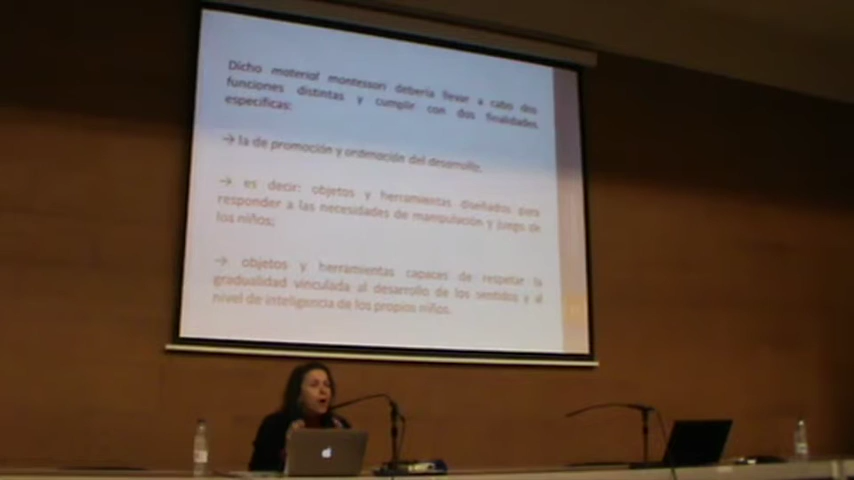 Dicho material montessori debería llevar a cabo dos
funciones distintas y cumplir con dos finalidades
específicas:
→ la de promoción y ordenación del desarrollo,
→ es decir: objetos y herramientas diseñados para
responder a las necesidades de manipulación y juego de
los niños;
→ objetos y herramientas capaces de respetar la
gradualidad vinculada al desarrollo de los sentidos y al
nivel de inteligencia de los propios niños.